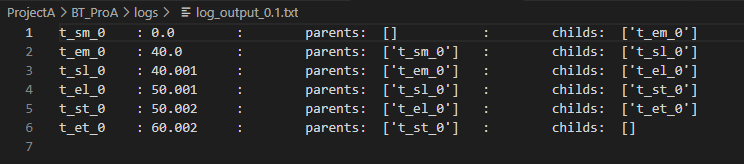 ProjectA > BT_ProA > logs > log_output_0.1.txt
1 t_sm_0 : 0.0 : parents: [] : childs: ['t_em_0']
2 t_em_0 : 40.0 : parents: ['t_sm_0'] : childs: ['t_sl_0']
3 t_sl_0 : 40.001 : parents: ['t_em_0'] : childs: ['t_el_0']
4 t_el_0 : 50.001 : parents: ['t_sl_0'] : childs: ['t_st_0']
5 t_st_0 : 50.002 : parents: ['t_el_0'] : childs: ['t_et_0']
6 t_et_0 : 60.002 : parents: ['t_st_0'] : childs: []
7